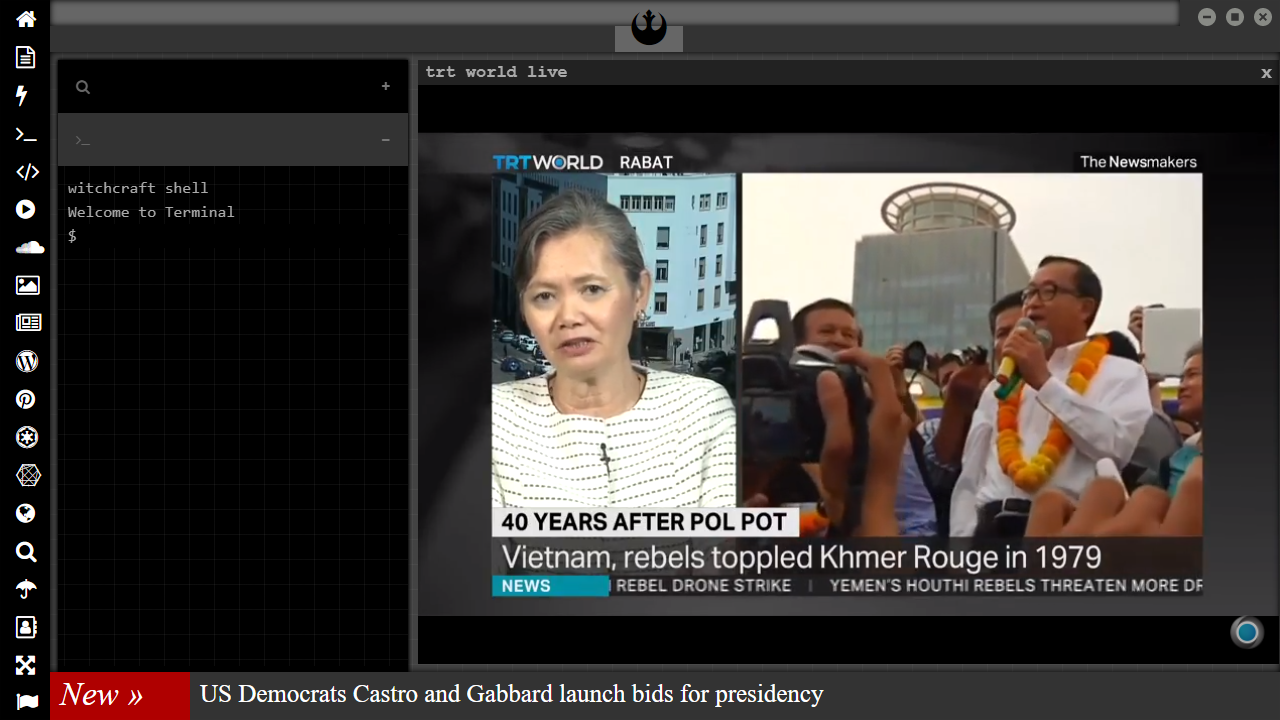 trt world live
x
+
>_
−
witchcraft shell
Welcome to Terminal
$
TRTWORLD RABAT
The Newsmakers
40 YEARS AFTER POL POT
Vietnam, rebels toppled Khmer Rouge in 1979
NEWS REBEL DRONE STRIKE | YEMEN'S HOUTHI REBELS THREATEN MORE
New » US Democrats Castro and Gabbard launch bids for presidency